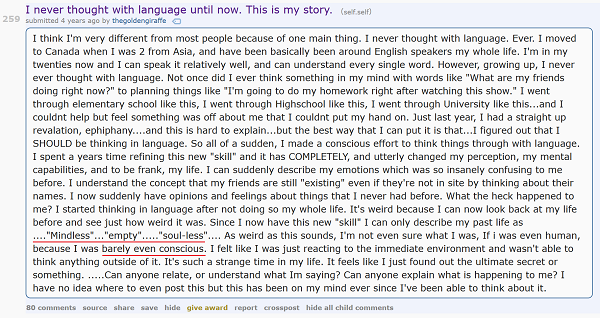 I never thought with language until now. This is my story. (self.self)
259
submitted 4 years ago by thegoldengiraffe
I think I'm very different from most people because of one main thing. I never thought with language. Ever. I moved
to Canada when I was 2 from Asia, and have been basically been around English speakers my whole life. I'm in my
twenties now and I can speak it relatively well, and can understand every single word. However, growing up, I never
ever thought with language. Not once did I ever think something in my mind with words like "What are my friends
doing right now?" to planning things like "I'm going to do my homework right after watching this show." I went
through elementary school like this, I went through Highschool like this, I went through University like this...and I
couldnt help but feel something was off about me that I couldnt put my hand on. Just last year, I had a straight up
revalation, ephiphany....and this is hard to explain...but the best way that I can put it is that...I figured out that I
SHOULD be thinking in language. So all of a sudden, I made a conscious effort to think things through with language.
I spent a years time refining this new "skill" and it has COMPLETELY, and utterly changed my perception, my mental
capabilities, and to be frank, my life. I can suddenly describe my emotions which was so insanely confusing to me
before. I understand the concept that my friends are still "existing" even if they're not in site by thinking about their
names. I now suddenly have opinions and feelings about things that I never had before. What the heck happened to
me? I started thinking in language after not doing so my whole life. It's weird because I can now look back at my life
before and see just how weird it was. Since I now have this new "skill" I can only describe my past life as
...."Mindless"..."empty"....."soul-less".... As weird as this sounds, I'm not even sure what I was, If i was even human,
because I was barely even conscious. I felt like I was just reacting to the immediate environment and wasn't able to
think anything outside of it. It's such a strange time in my life. It feels like I just found out the ultimate secret or
something. .....Can anyone relate, or understand what Im saying? Can anyone explain what is happening to me? I
have no idea where to even post this but this has been on my mind ever since I've been able to think about it.
80 comments source share save hide give award report crosspost hide all child comments